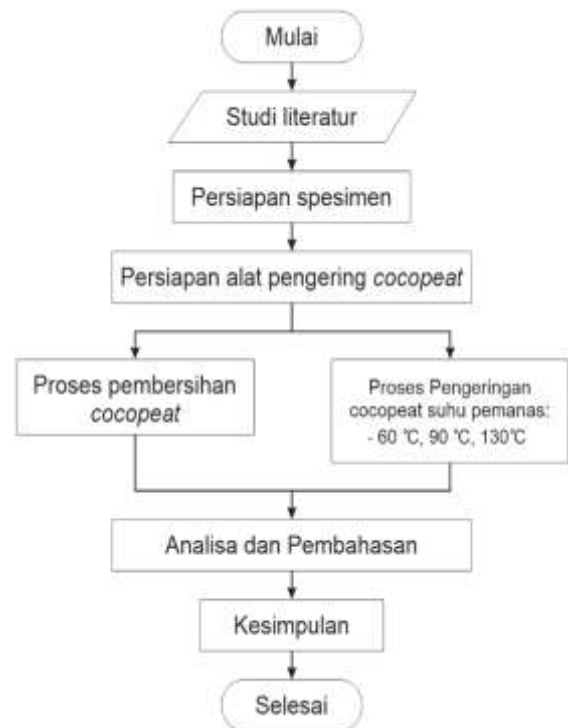 Mulai
Studi literatur
Persiapan spesimen
Persiapan alat pengering cocopeat
Proses pembersihan
cocopeat
Proses Pengeringan
cocopeat suhu pemanas:
- 60 °C, 90 °C, 130°C
Analisa dan Pembahasan
Kesimpulan
Selesai